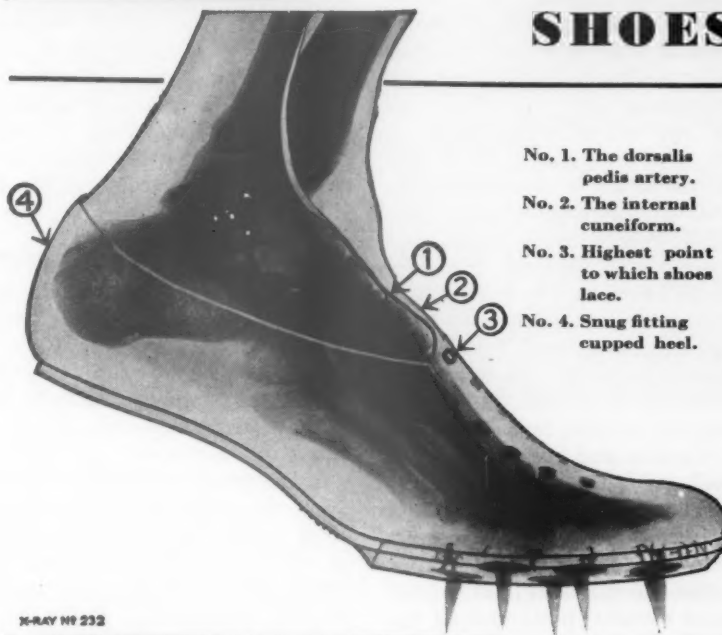 SHOES
No. 1. The dorsalis
pedis artery.
No. 2. The internal
cuneiform.
No. 3. Highest point
to which shoes
lace.
No. 4. Snug fitting
cupped heel.
4
1
2
3
X-RAY Nº 232